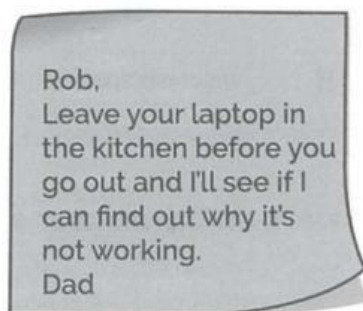 Rob,
Leave your laptop in
the kitchen before you
go out and I'll see if I
can find out why it's
not working.
Dad